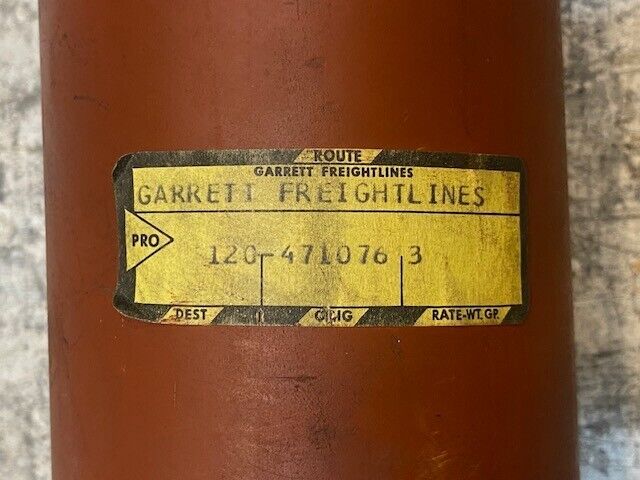 ROUTE
GARRETT FREIGHTLINES
GARRETT FREIGHTLINES
PRO
120-471076 3
DEST ORIG RATE-WT. GP.